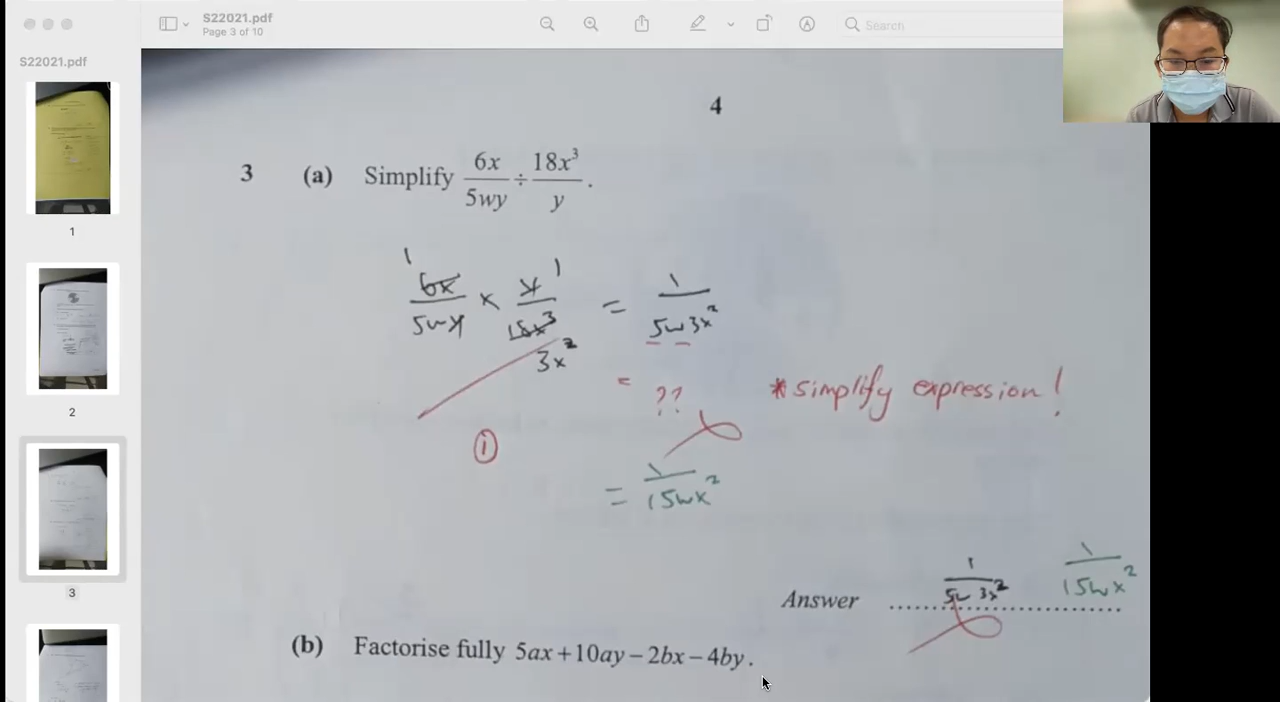 S22021.pdf
Page 3 of 10
Search
S22021.pdf
1
2
3
4
3 (a) Simplify 6x/5wy ÷ 18x³/y.
1 1
6x/5wy × y/18x³ = 1/5w3x²
3x²
= ?? *simplify expression!
1
= 1/15wx²
Answer 1/5w3x² 1/15wx²
(b) Factorise fully 5ax + 10ay − 2bx − 4by.